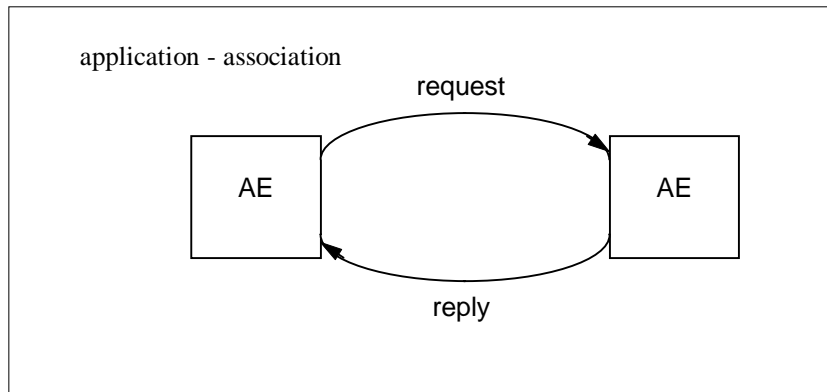 application - association
request
AE
AE
reply